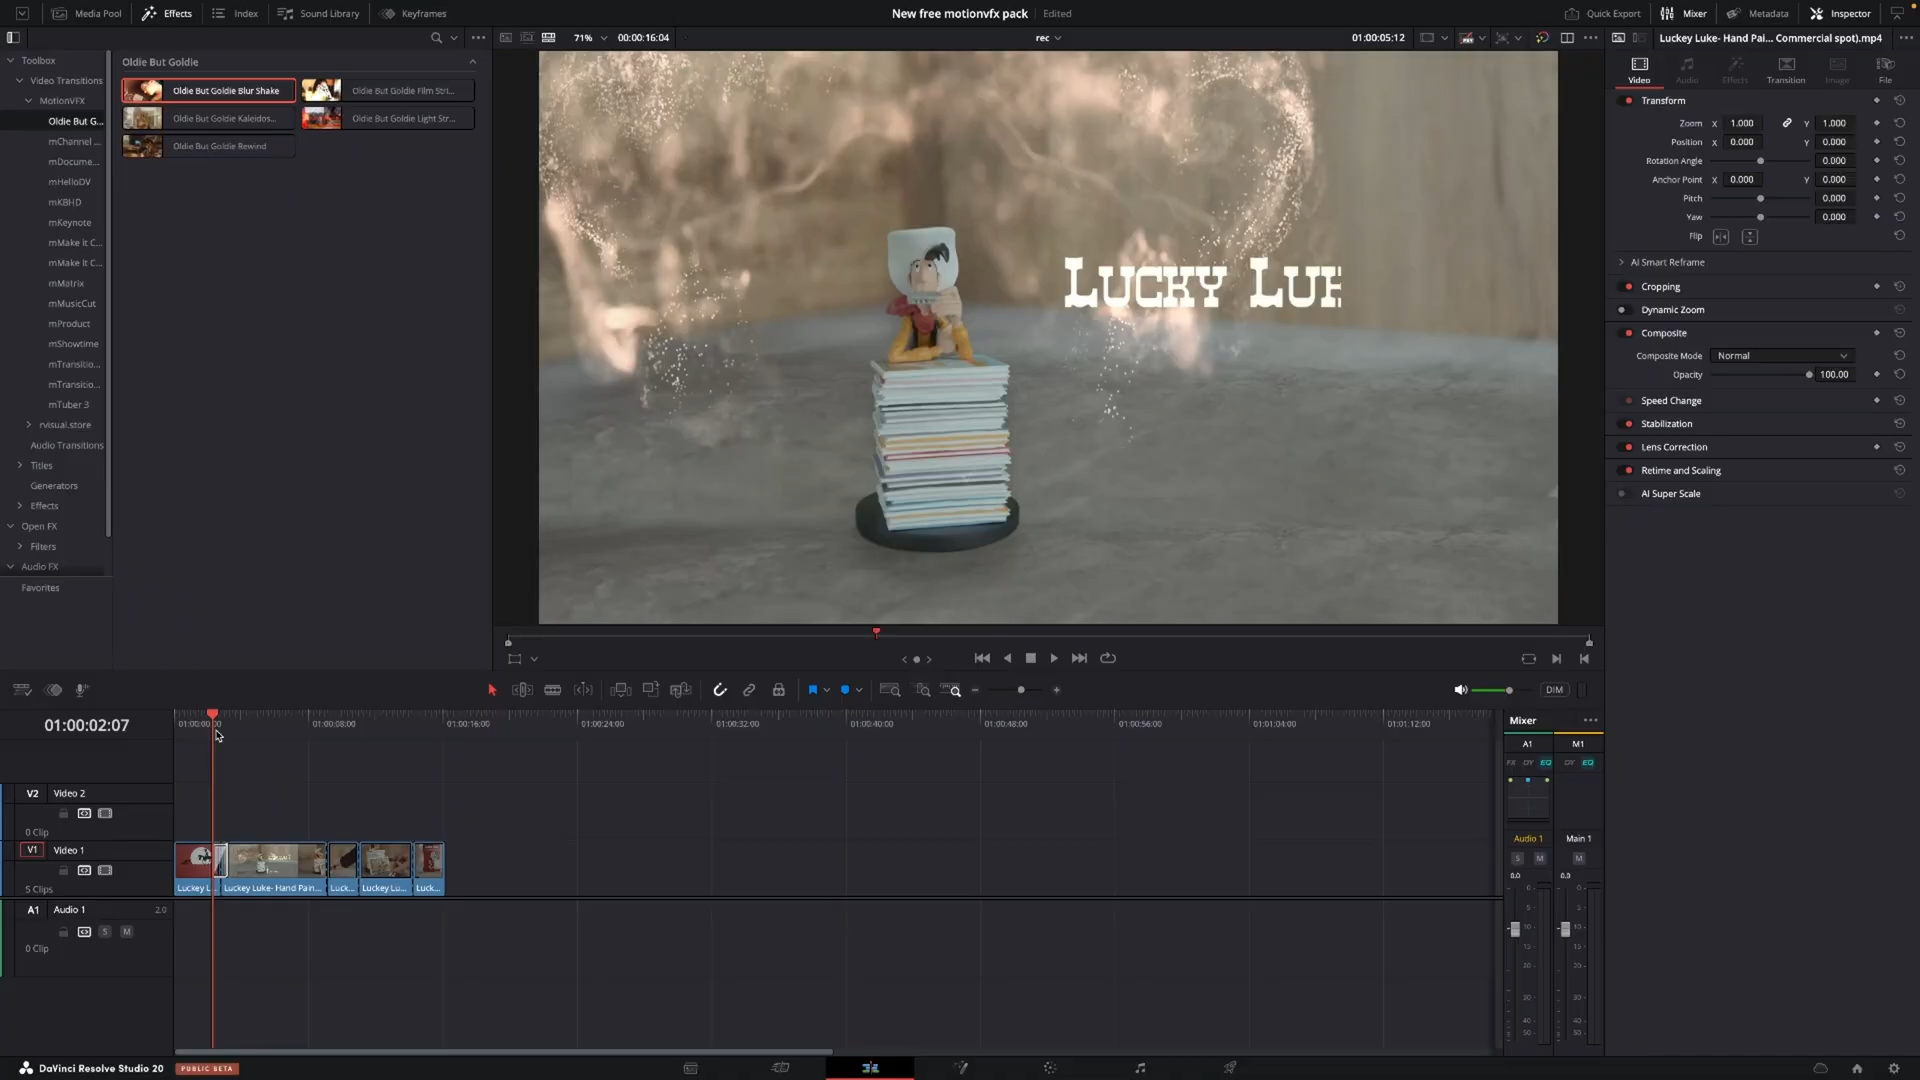 Media Pool
Effects
Index
Sound Library
Keyframes
New free motionvfx pack
Edited
Quick Export
Mixer
Metadata
Inspector
71%
00:00:16:04
rec
01:00:05:12
Luckey Luke- Hand Pai... Commercial spot).mp4
Toolbox
Video Transitions
MotionVFX
Oldie But G...
mChannel ...
mDocume...
mHelloDV
mKBHD
mKeynote
mMake it C...
mMake it C...
mMatrix
mMusicCut
mProduct
mShowtime
mTransitio...
mTransitio...
mTuber 3
rvisual.store
Audio Transitions
Titles
Generators
Effects
Open FX
Filters
Audio FX
Favorites
Oldie But Goldie
Oldie But Goldie Blur Shake
Oldie But Goldie Film Stri...
Oldie But Goldie Kaleidos...
Oldie But Goldie Light Str...
Oldie But Goldie Rewind
Lucky Luk
Video
Audio
Effects
Transition
Image
File
Transform
Zoom X 1.000 Y 1.000
Position X 0.000 Y 0.000
Rotation Angle 0.000
Anchor Point X 0.000 Y 0.000
Pitch 0.000
Yaw 0.000
Flip
AI Smart Reframe
Cropping
Dynamic Zoom
Composite
Composite Mode Normal
Opacity 100.00
Speed Change
Stabilization
Lens Correction
Retime and Scaling
AI Super Scale
DIM
01:00:02:07
01:00:00:00
01:00:08:00
01:00:16:00
01:00:24:00
01:00:32:00
01:00:40:00
01:00:48:00
01:00:56:00
01:01:04:00
01:01:12:00
V2 Video 2
0 Clip
V1 Video 1
5 Clips
Luckey L...
Luckey Luke- Hand Pain...
Luck...
Luckey Lu...
Luck...
A1 Audio 1 2.0
S M
0 Clip
Mixer
A1 M1
FX DY EQ DY EQ
Audio 1 Main 1
S M M
0.0 0.0
DaVinci Resolve Studio 20
PUBLIC BETA